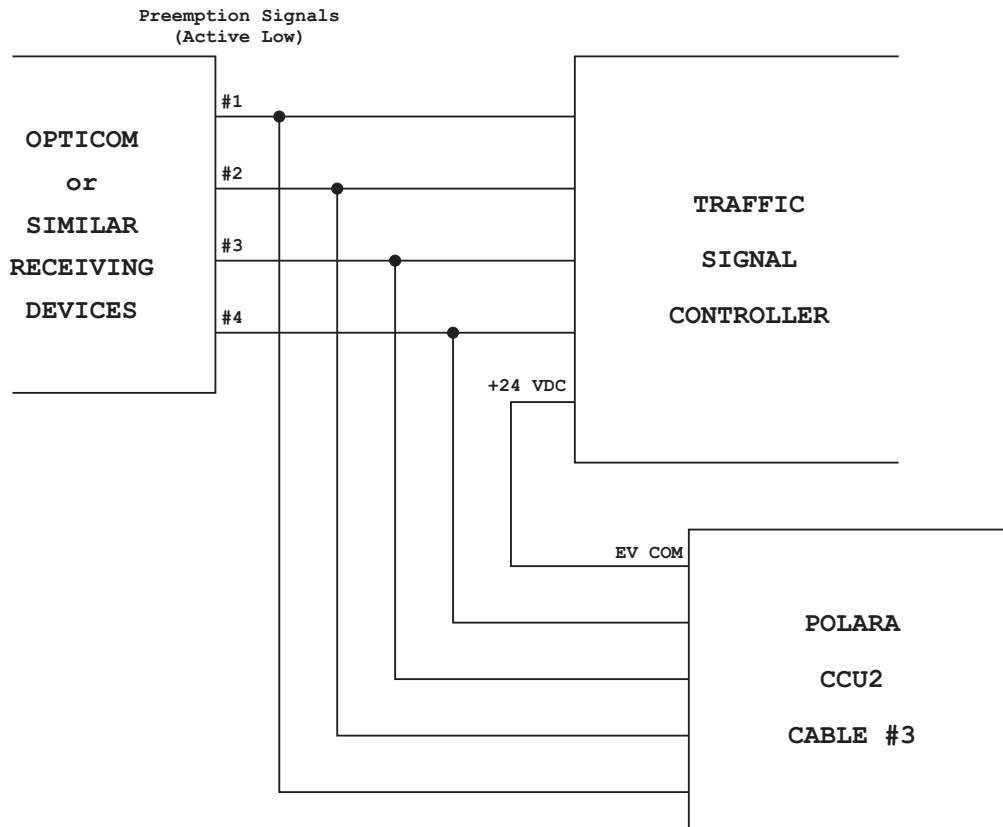 Preemption Signals
(Active Low)
OPTICOM
or
SIMILAR
RECEIVING
DEVICES
#1
#2
#3
#4
TRAFFIC
SIGNAL
CONTROLLER
+24 VDC
EV COM
POLARA
CCU2
CABLE #3